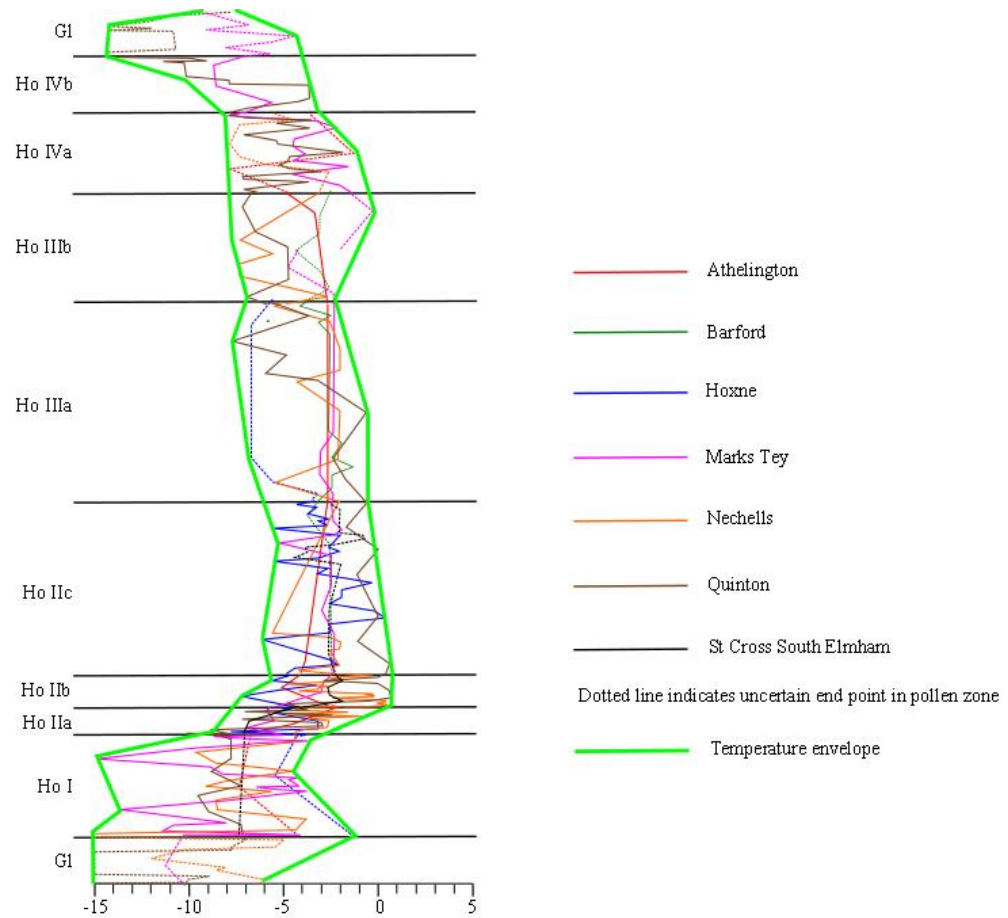 Gl
Ho IVb
Ho IVa
Ho IIIb
Ho IIIa
Ho IIc
Ho IIb
Ho IIa
Ho I
Gl
-15 -10 -5 0 5
Athelington
Barford
Hoxne
Marks Tey
Nechells
Quinton
St Cross South Elmham
Dotted line indicates uncertain end point in pollen zone
Temperature envelope